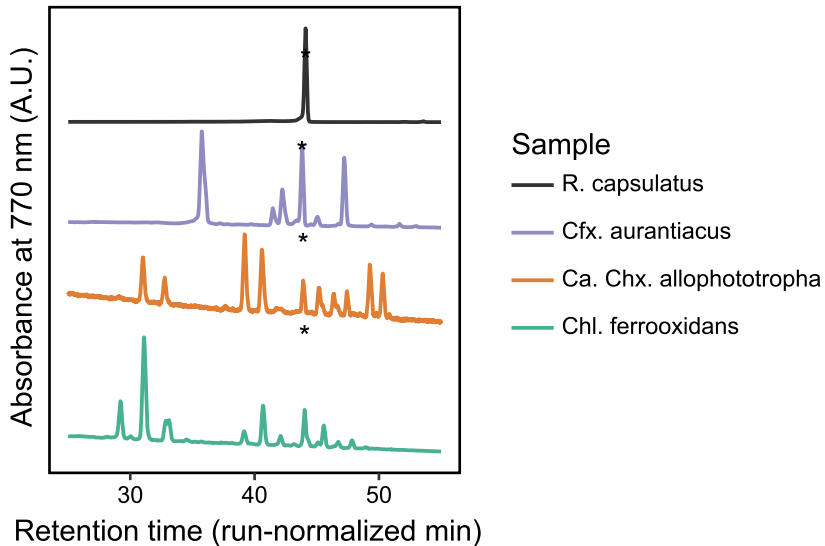 Absorbance at 770 nm (A.U.)
*
*
*
*
30
40
50
Retention time (run-normalized min)
Sample
R. capsulatus
Cfx. aurantiacus
Ca. Chx. allophototropha
Chl. ferrooxidans